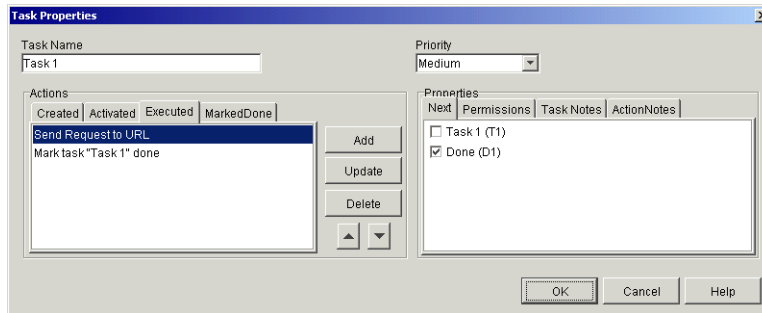 Task Properties
Task Name
Task 1
Priority
Medium
Actions
Created Activated Executed MarkedDone
Send Request to URL
Mark task "Task 1" done
Add
Update
Delete
Properties
Next Permissions Task Notes ActionNotes
Task 1 (T1)
Done (D1)
OK Cancel Help